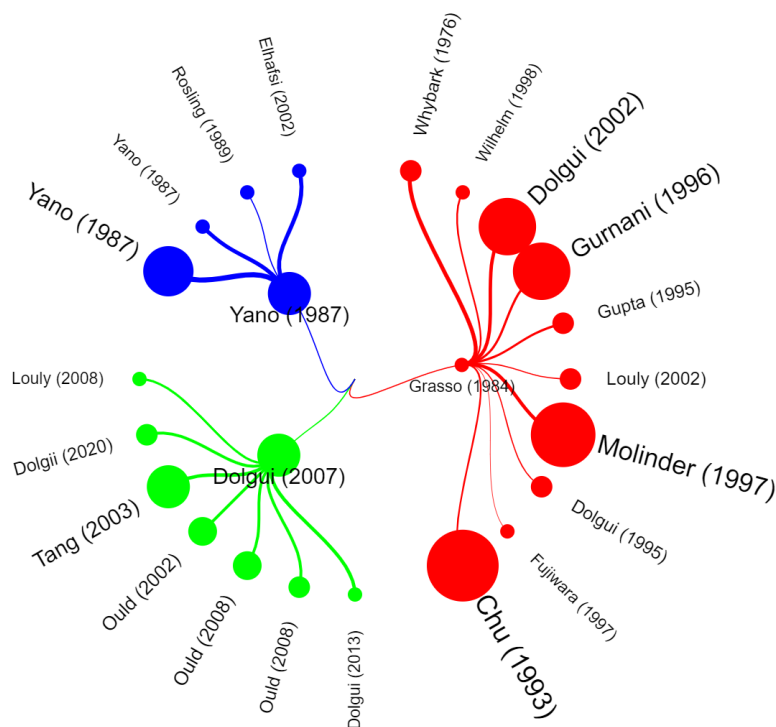 Whybark (1976)
Wilhelm (1998)
Dolgui (2002)
Gurnani (1996)
Gupta (1995)
Louly (2002)
Molinder (1997)
Dolgui (1995)
Fujiwara (1997)
Chu (1993)
Grasso (1984)
Elhafsi (2002)
Rosling (1989)
Yano (1987)
Yano (1987)
Yano (1987)
Louly (2008)
Dolgii (2020)
Tang (2003)
Ould (2002)
Ould (2008)
Ould (2008)
Dolgui (2013)
Dolgui (2007)